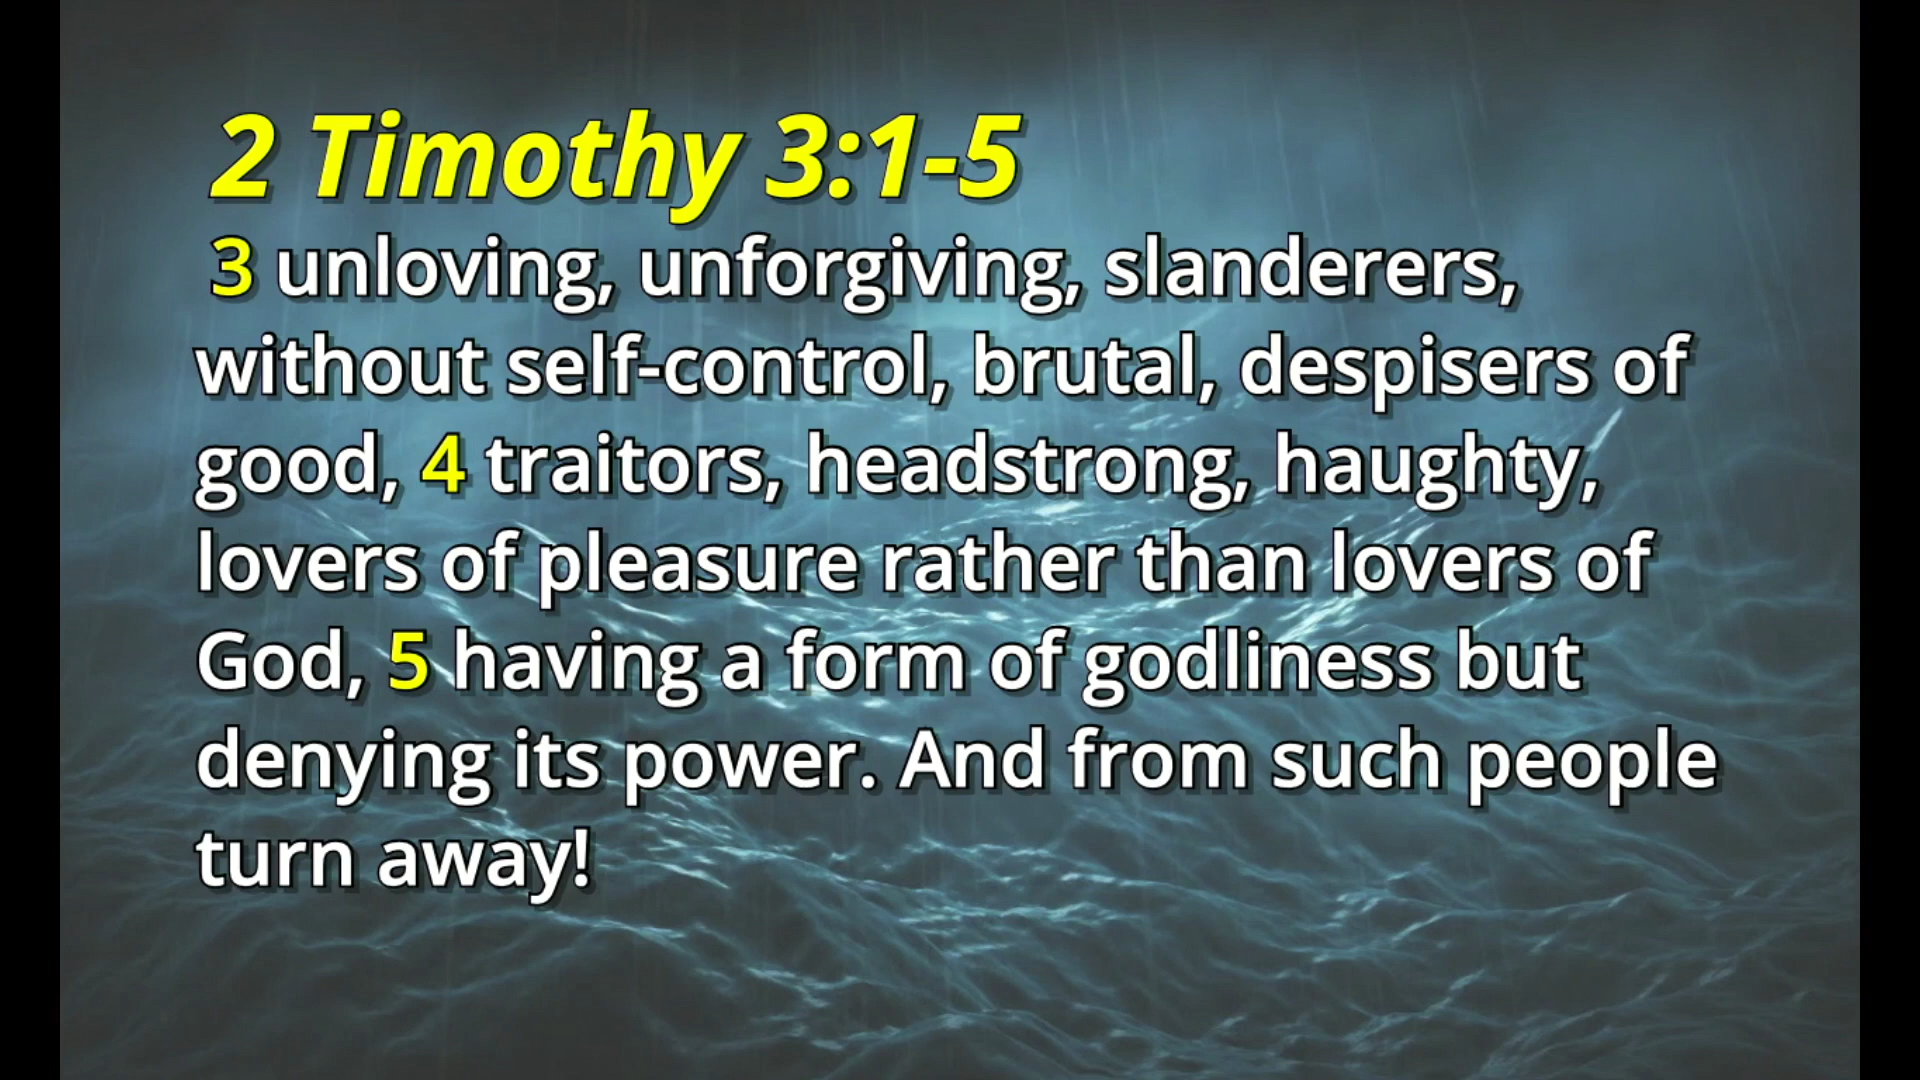 2 Timothy 3:1-5
3 unloving, unforgiving, slanderers,
without self-control, brutal, despisers of
good, 4 traitors, headstrong, haughty,
lovers of pleasure rather than lovers of
God, 5 having a form of godliness but
denying its power. And from such people
turn away!